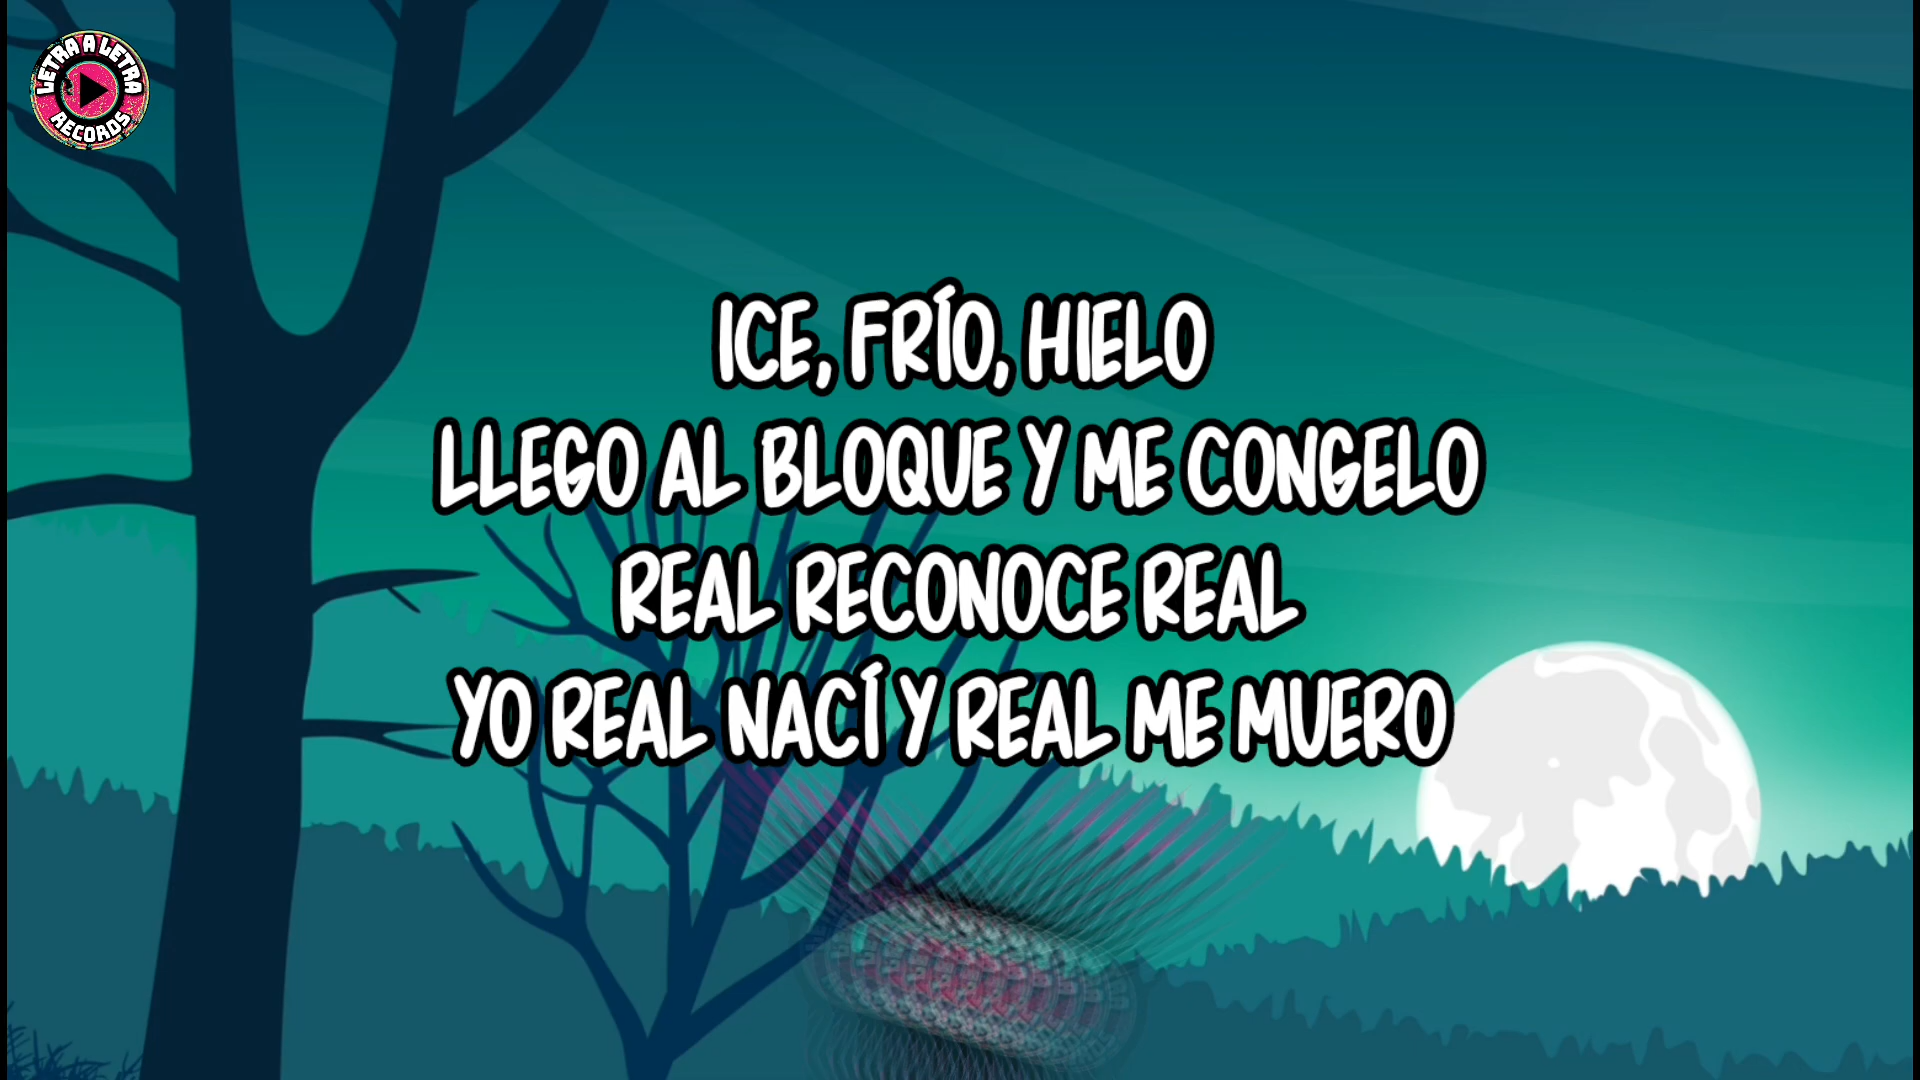 LETRA A LETRA
RECORDS
ICE, FRÍO, HIELO
LLEGO AL BLOQUE Y ME CONGELO
REAL RECONOCE REAL
YO REAL NACÍ Y REAL ME MUERO